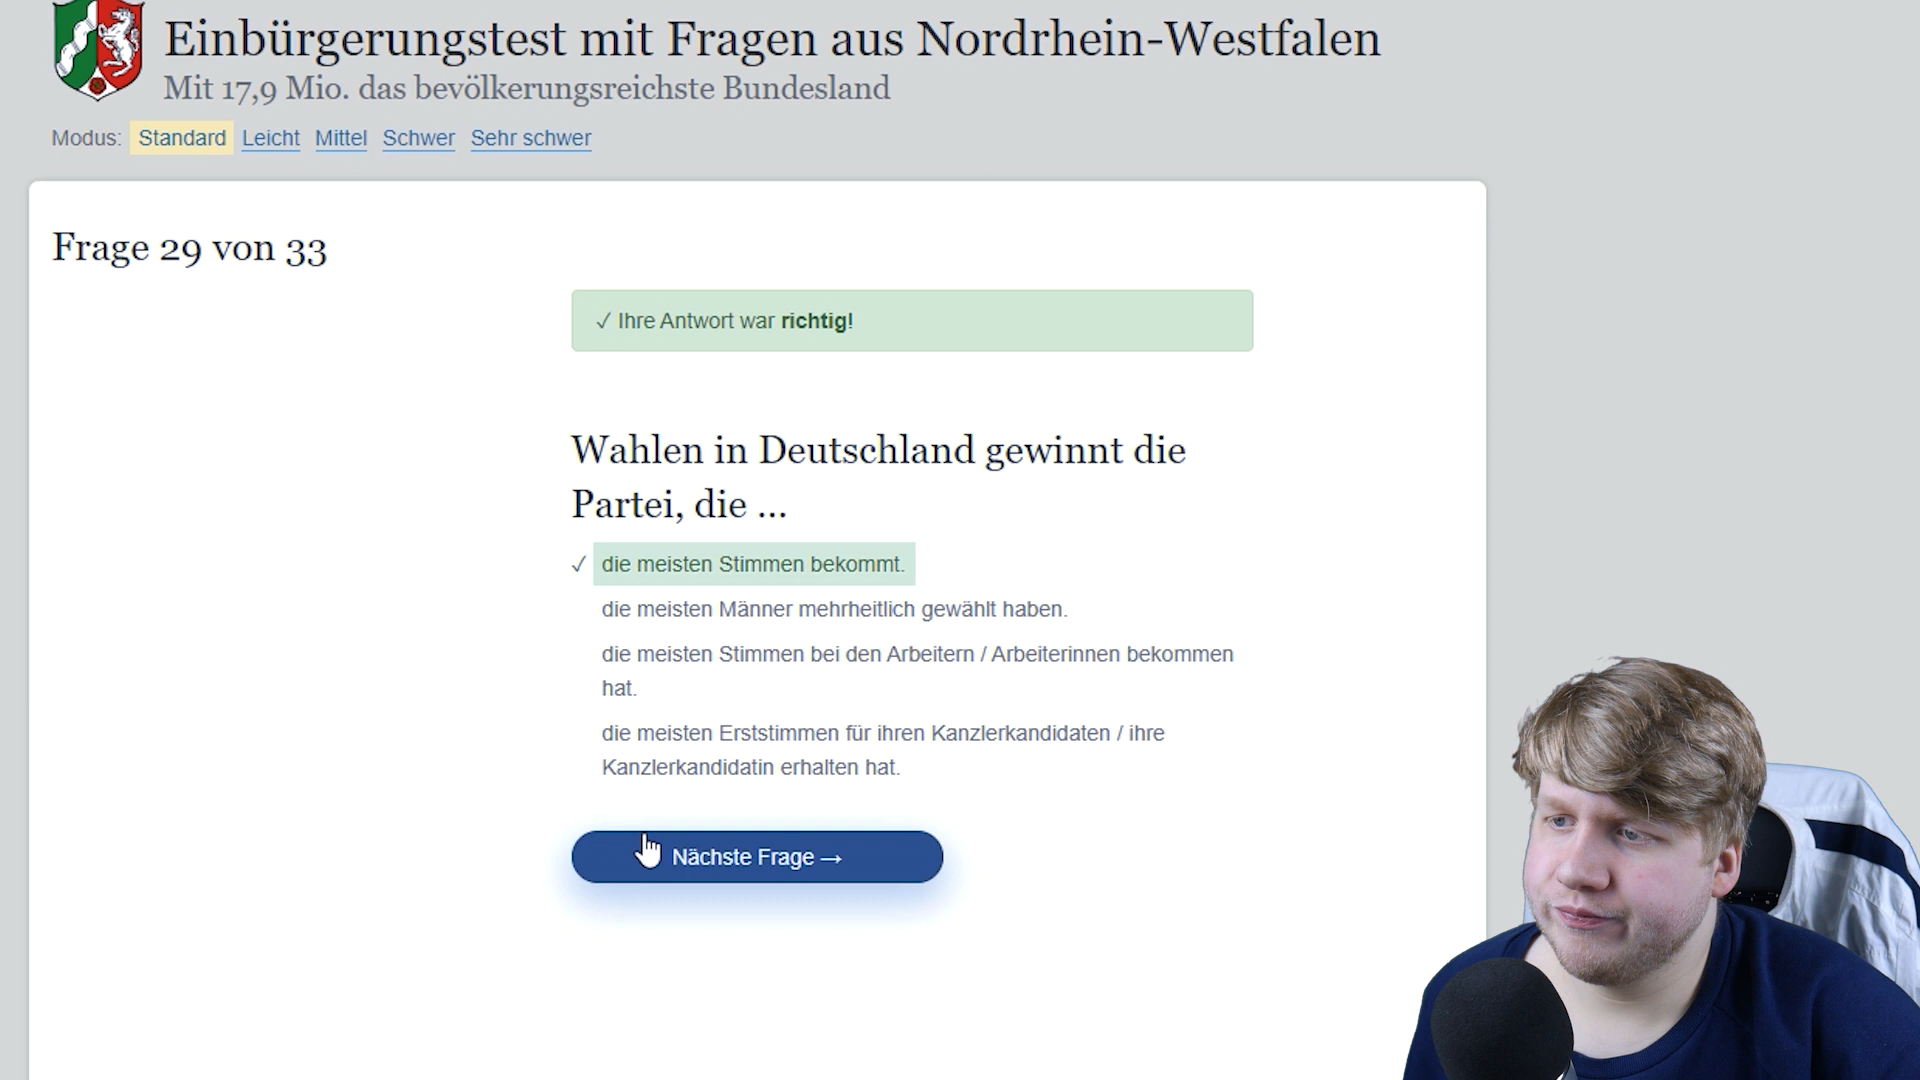 Einbürgerungstest mit Fragen aus Nordrhein-Westfalen
Mit 17,9 Mio. das bevölkerungsreichste Bundesland
Modus: Standard Leicht Mittel Schwer Sehr schwer
Frage 29 von 33
✓ Ihre Antwort war richtig!
Wahlen in Deutschland gewinnt die
Partei, die ...
✓ die meisten Stimmen bekommt.
die meisten Männer mehrheitlich gewählt haben.
die meisten Stimmen bei den Arbeitern / Arbeiterinnen bekommen
hat.
die meisten Erststimmen für ihren Kanzlerkandidaten / ihre
Kanzlerkandidatin erhalten hat.
Nächste Frage →